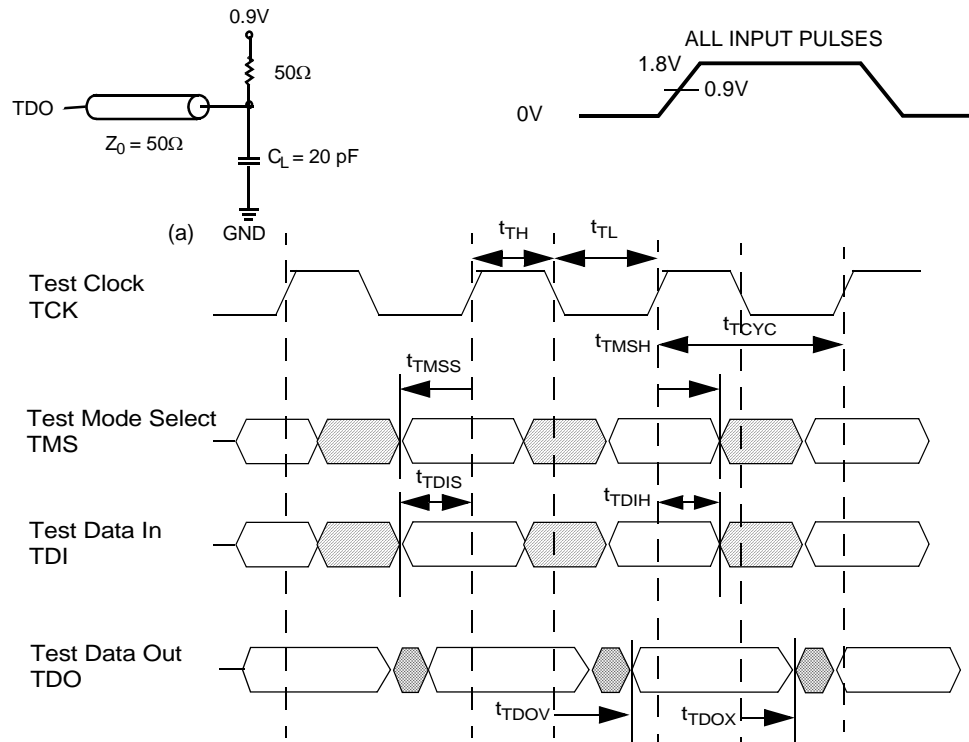 0.9V
50Ω
TDO
Z0 = 50Ω
CL = 20 pF
(a)
GND
ALL INPUT PULSES
1.8V
0.9V
0V
tTH
tTL
Test Clock
TCK
tTCYC
tTMSH
tTMSS
Test Mode Select
TMS
tTDIS
tTDIH
Test Data In
TDI
Test Data Out
TDO
tTDOV
tTDOX